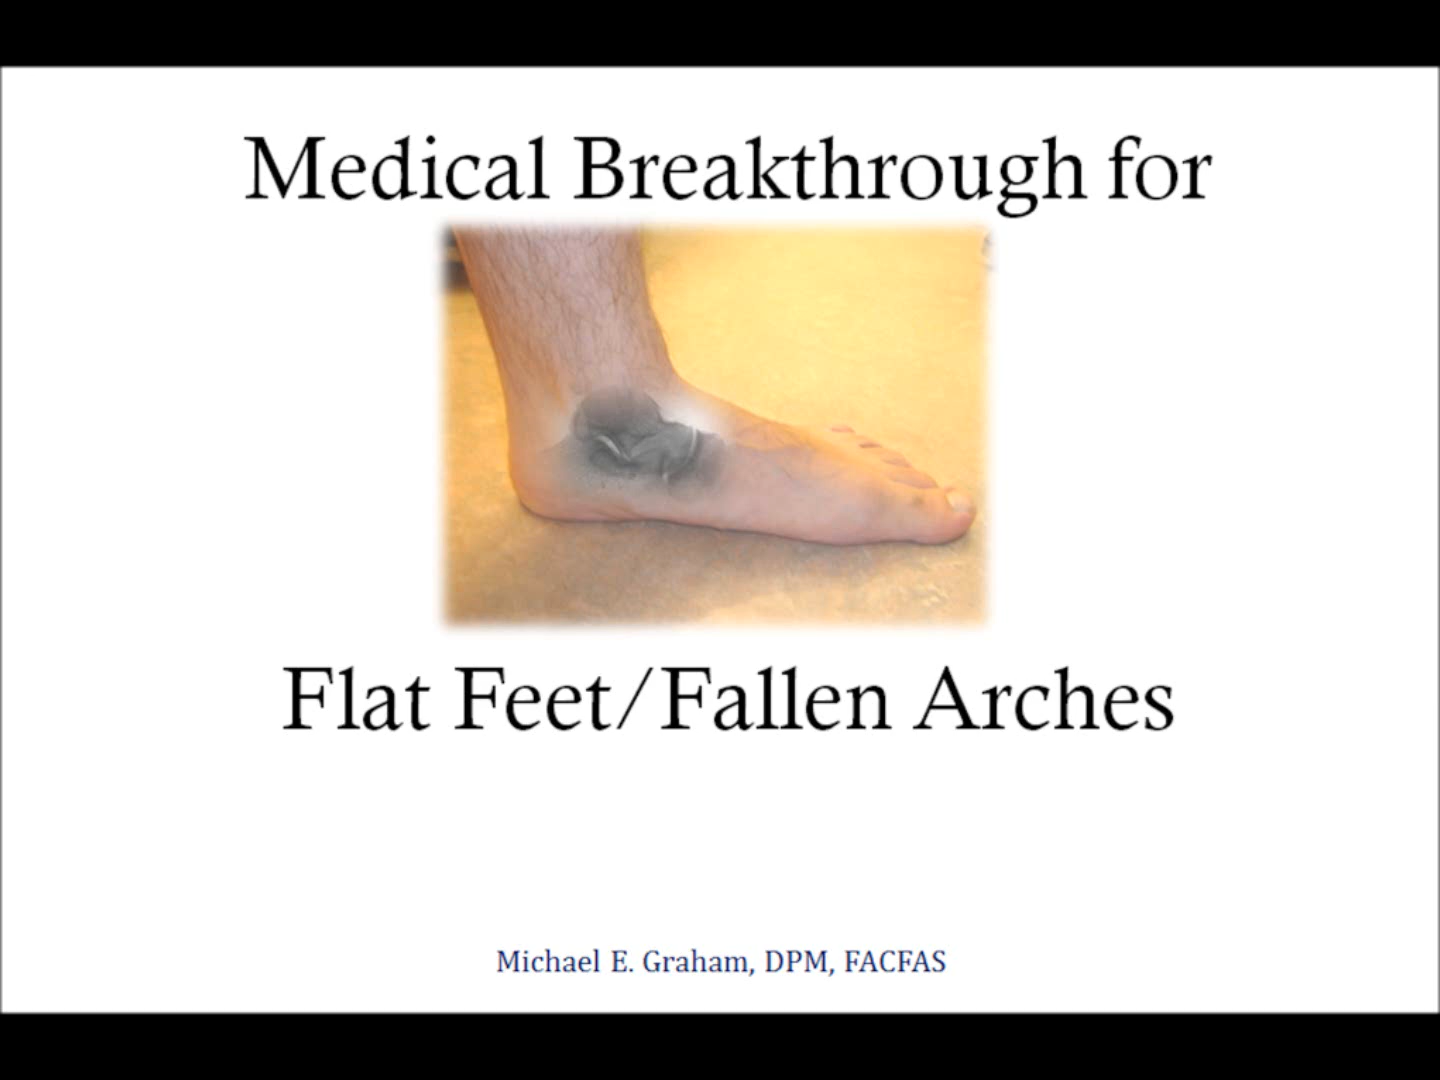 Medical Breakthrough for
Flat Feet/Fallen Arches
Michael E. Graham, DPM, FACFAS